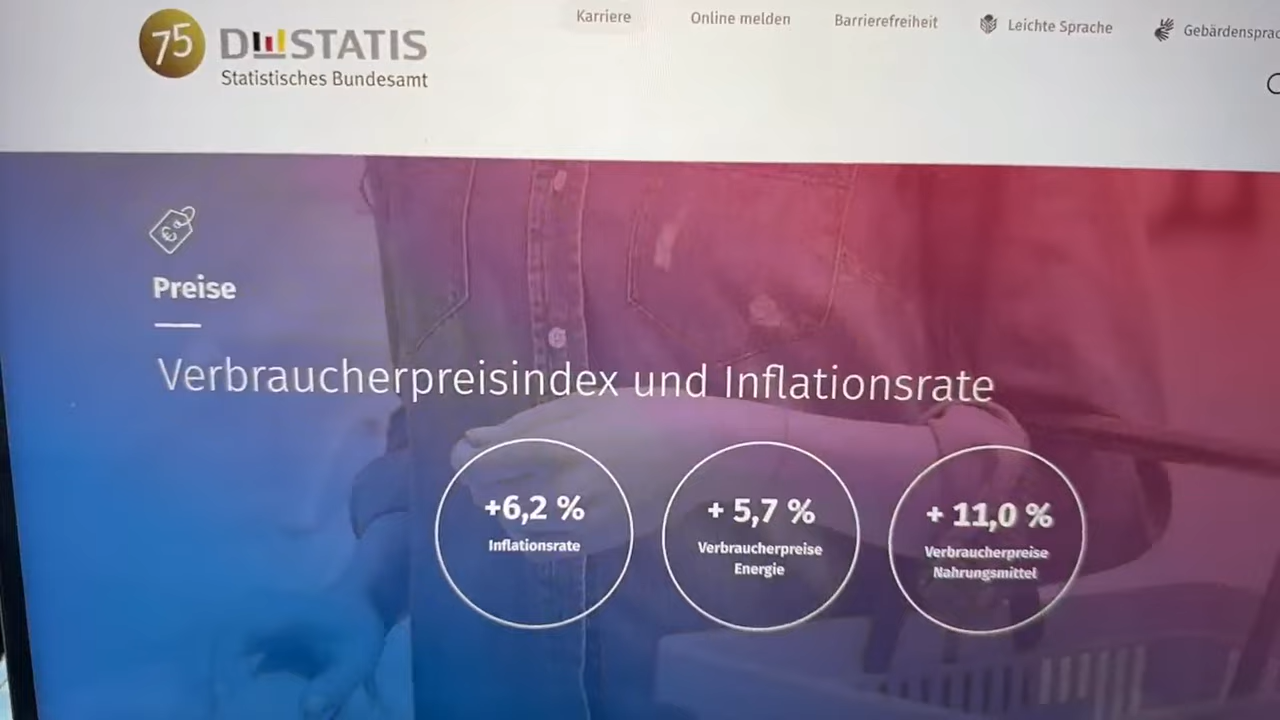 75 DESTATIS
Statistisches Bundesamt
Karriere
Online melden
Barrierefreiheit
Leichte Sprache
Preise
Verbraucherpreisindex und Inflationsrate
+6,2 %
Inflationsrate
+ 5,7 %
Verbraucherpreise
Energie
+ 11,0 %
Verbraucherpreise
Nahrungsmittel